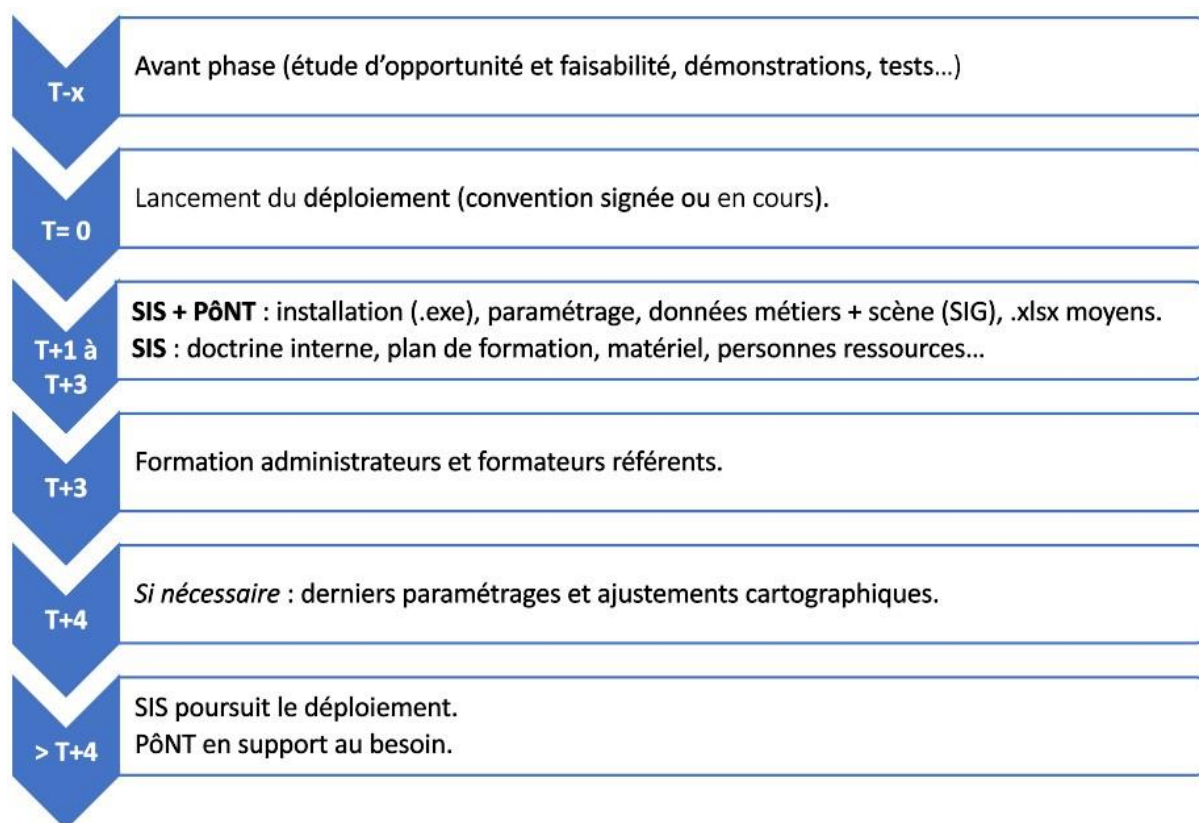 T-x
Avant phase (étude d'opportunité et faisabilité, démonstrations, tests…)
T= 0
Lancement du déploiement (convention signée ou en cours).
T+1 à
T+3
SIS + PôNT : installation (.exe), paramétrage, données métiers + scène (SIG), .xlsx moyens.
SIS : doctrine interne, plan de formation, matériel, personnes ressources…
T+3
Formation administrateurs et formateurs référents.
T+4
Si nécessaire : derniers paramétrages et ajustements cartographiques.
> T+4
SIS poursuit le déploiement.
PôNT en support au besoin.